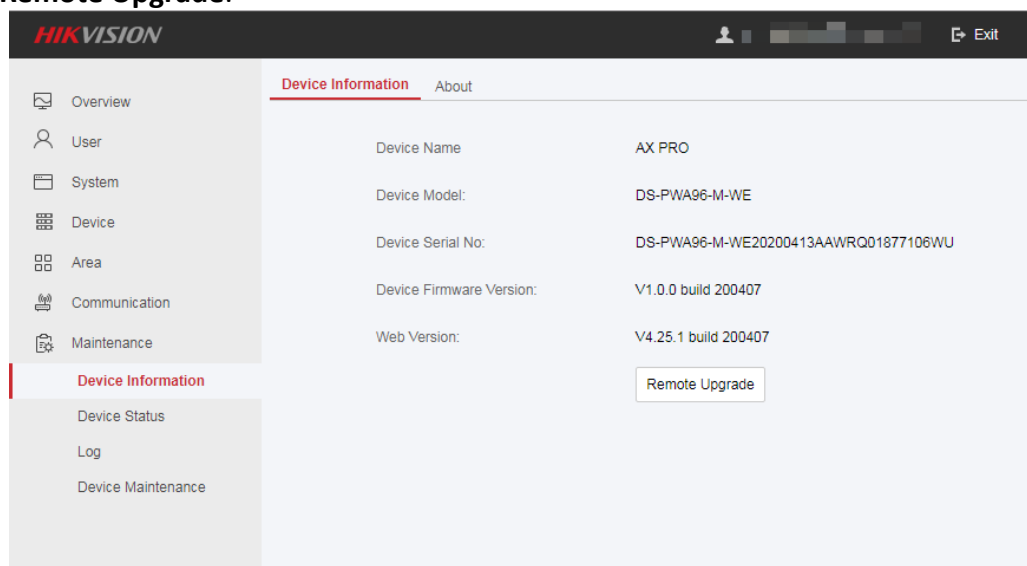 Remote Upgrade.
HIKVISION
Exit
Device Information About
Overview
User
System
Device
Area
Communication
Maintenance
Device Information
Device Status
Log
Device Maintenance
Device Name AX PRO
Device Model: DS-PWA96-M-WE
Device Serial No: DS-PWA96-M-WE20200413AAWRQ01877106WU
Device Firmware Version: V1.0.0 build 200407
Web Version: V4.25.1 build 200407
Remote Upgrade